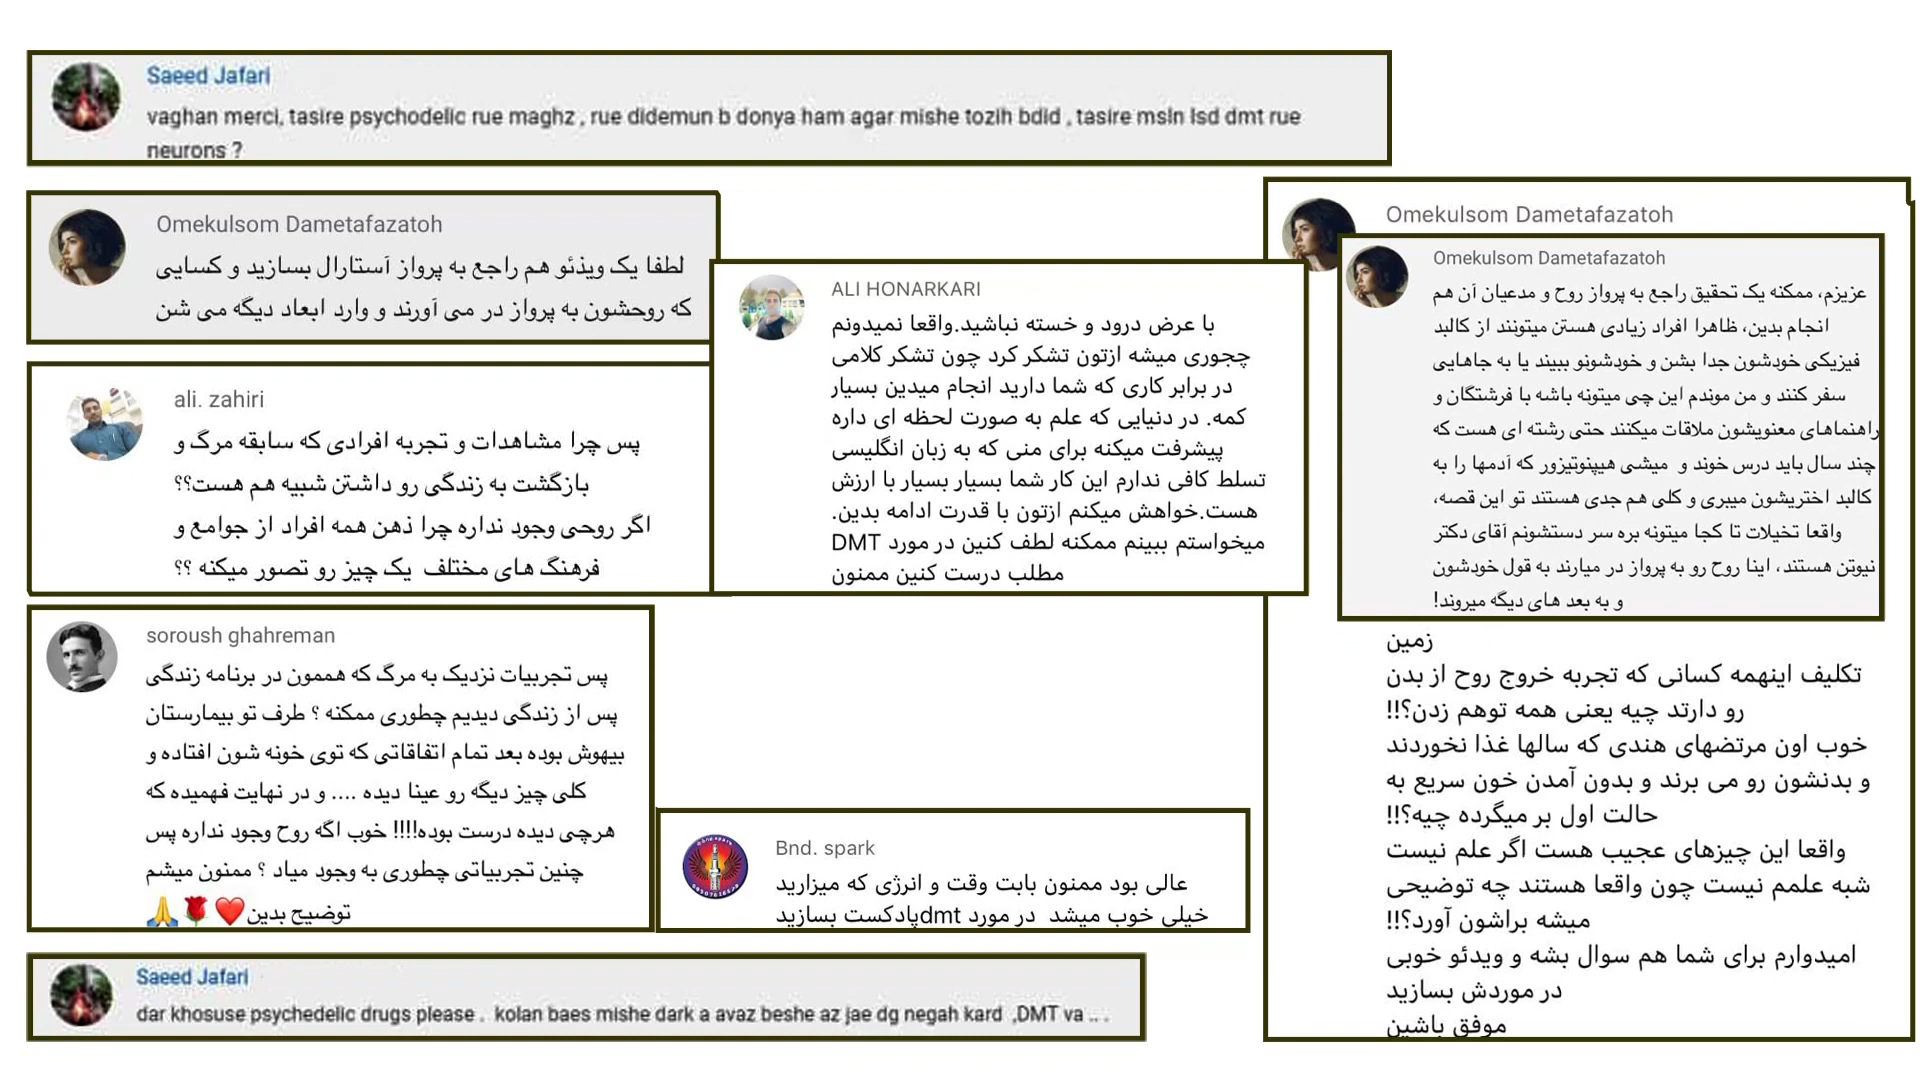 Saeed Jafari
vaghan merci, tasire psychodelic rue maghz , rue didemun b donya ham agar mishe tozih bdid , tasire msln lsd dmt rue
neurons ?
Omekulsom Dametafazatoh
لطفا یک ویدئو هم راجع به پرواز آستارال بسازید و کسایی
که روحشون به پرواز در می آورند و وارد ابعاد دیگه می شن
ali. zahiri
پس چرا مشاهدات و تجربه افرادی که سابقه مرگ و
بازگشت به زندگی رو داشتن شبیه هم هست؟؟
اگر روحی وجود نداره چرا ذهن همه افراد از جوامع و
فرهنگ های مختلف یک چیز رو تصور میکنه ؟؟
soroush ghahreman
پس تجربیات نزدیک به مرگ که هممون در برنامه زندگی
پس از زندگی دیدیم چطوری ممکنه ؟ طرف تو بیمارستان
بیهوش بوده بعد تمام اتفاقاتی که توی خونه شون افتاده و
کلی چیز دیگه رو عینا دیده .... و در نهایت فهمیده که
هرچی دیده درست بوده!!!! خوب اگه روح وجود نداره پس
چنین تجربیاتی چطوری به وجود میاد ؟ ممنون میشم
توضیح بدین❤️🌹🙏
ALI HONARKARI
با عرض درود و خسته نباشید.واقعا نمیدونم
چجوری میشه ازتون تشکر کرد چون تشکر کلامی
در برابر کاری که شما دارید انجام میدین بسیار
کمه. در دنیایی که علم به صورت لحظه ای داره
پیشرفت میکنه برای منی که به زبان انگلیسی
تسلط کافی ندارم این کار شما بسیار بسیار با ارزش
هست.خواهش میکنم ازتون با قدرت ادامه بدین.
میخواستم ببینم ممکنه لطف کنین در مورد DMT
مطلب درست کنین ممنون
Bnd. spark
عالی بود ممنون بابت وقت و انرژی که میزارید
خیلی خوب میشد  در مورد dmtپادکست بسازید
Omekulsom Dametafazatoh
Omekulsom Dametafazatoh
عزیزم، ممکنه یک تحقیق راجع به پرواز روح و مدعیان آن هم
انجام بدین، ظاهرا افراد زیادی هستن میتونند از کالبد
فیزیکی خودشون جدا بشن و خودشونو ببیند یا به جاهایی
سفر کنند و من موندم این چی میتونه باشه با فرشتگان و
راهنماهای معنویشون ملاقات میکنند حتی رشته ای هست که
چند سال باید درس خوند و  میشی هیپنوتیزور که آدمها را به
کالبد اختریشون میبری و کلی هم جدی هستند تو این قصه،
واقعا تخیلات تا کجا میتونه بره سر دستشونم آقای دکتر
نیوتن هستند، اینا روح رو به پرواز در میارند به قول خودشون
و به بعد های دیگه میروند!
زمین
تکلیف اینهمه کسانی که تجربه خروج روح از بدن
رو دارتد چیه یعنی همه توهم زدن؟!!
خوب اون مرتضهای هندی که سالها غذا نخوردند
و بدنشون رو می برند و بدون آمدن خون سریع به
حالت اول بر میگرده چیه؟!!
واقعا این چیزهای عجیب هست اگر علم نیست
شبه علمم نیست چون واقعا هستند چه توضیحی
میشه براشون آورد؟!!
امیدوارم برای شما هم سوال بشه و ویدئو خوبی
در موردش بسازید
موفق باشین
Saeed Jafari
dar khosuse psychedelic drugs please .  kolan baes mishe dark a avaz beshe az jae dg negah kard  ,DMT va .. .